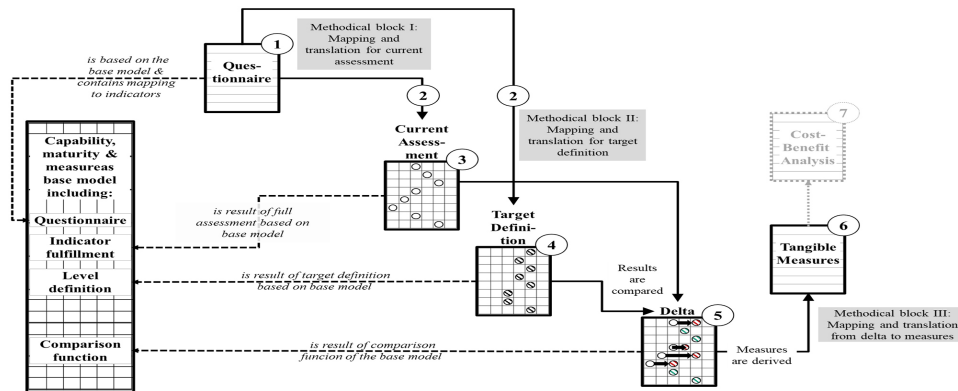 1
Ques-
tionnaire
Methodical block I:
Mapping and
translation for current
assessment
is based on the
base model &
contains mapping
to indicators
2
2
Methodical block II:
Mapping and
translation for target
definition
Current
Assess-
ment
3
Capability,
maturity &
measureas
base model
including:
Questionnaire
Indicator
fulfillment
Level
definition
Comparison
function
is result of full
assessment based on
base model
Target
Defini-
tion
4
is result of target definition
based on base model
Results
are
compared
Delta
5
is result of comparison
funcion of the base model
Measures
are derived
Methodical block III:
Mapping and translation
from delta to measures
6
Tangible
Measures
7
Cost-
Benefit
Analysis